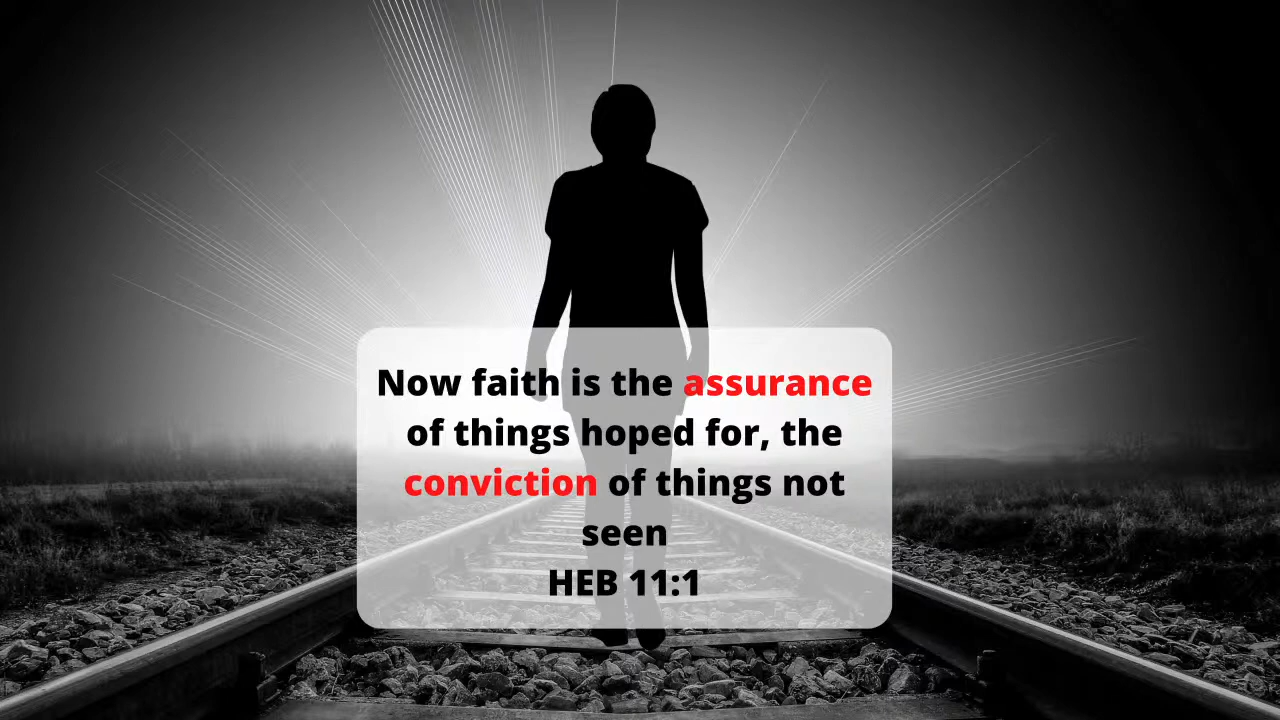 Now faith is the assurance
of things hoped for, the
conviction of things not
seen
HEB 11:1